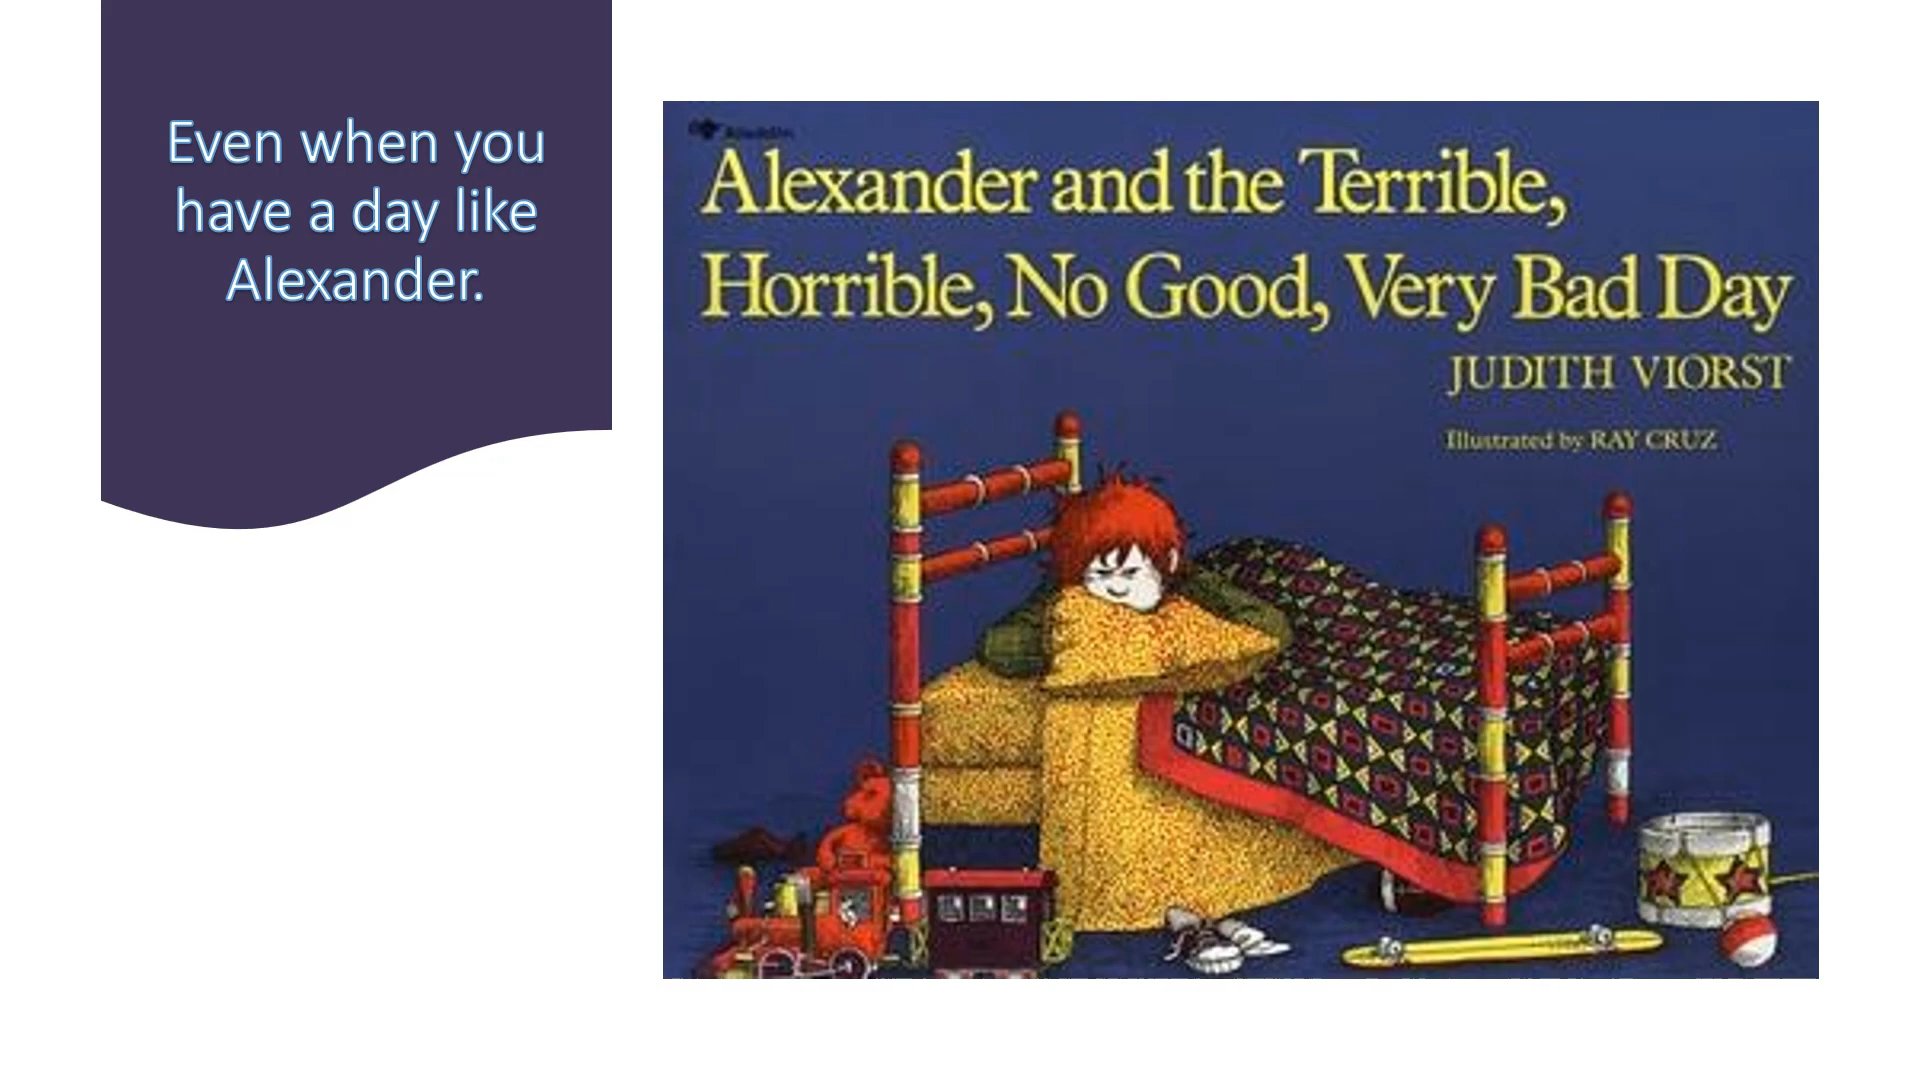 Even when you
have a day like
Alexander.
Aladdin
Alexander and the Terrible,
Horrible, No Good, Very Bad Day
JUDITH VIORST
Illustrated by RAY CRUZ